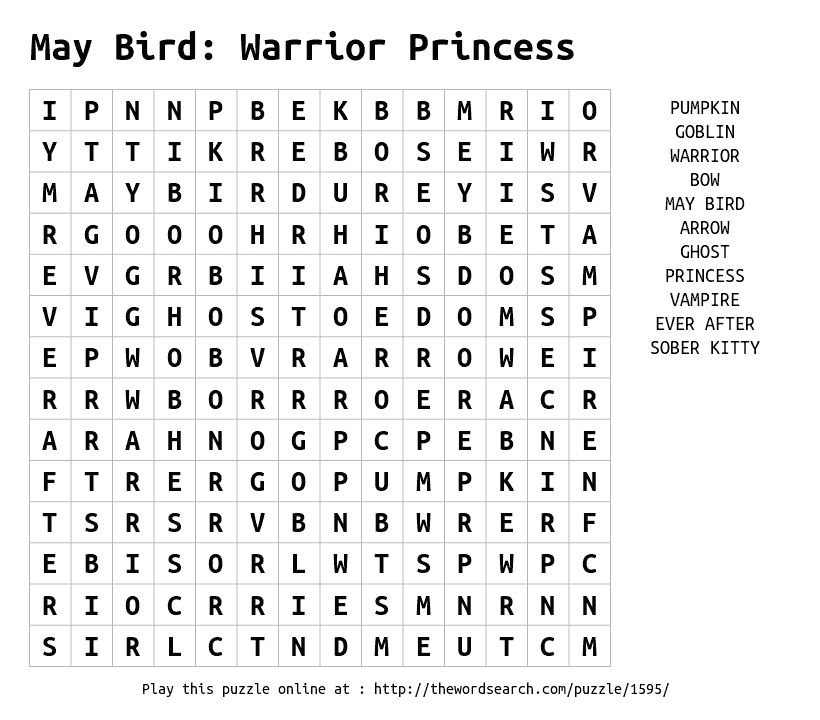 May Bird: Warrior Princess
I P N N P B E K B B M R I O
Y T T I K R E B O S E I W R
M A Y B I R D U R E Y I S V
R G O O O H R H I O B E T A
E V G R B I I A H S D O S M
V I G H O S T O E D O M S P
E P W O B V R A R R O W E I
R R W B O R R R O E R A C R
A R A H N O G P C P E B N E
F T R E R G O P U M P K I N
T S R S R V B N B W R E R F
E B I S O R L W T S P W P C
R I O C R R I E S M N R N N
S I R L C T N D M E U T C M
PUMPKIN
GOBLIN
WARRIOR
BOW
MAY BIRD
ARROW
GHOST
PRINCESS
VAMPIRE
EVER AFTER
SOBER KITTY
Play this puzzle online at : http://thewordsearch.com/puzzle/1595/